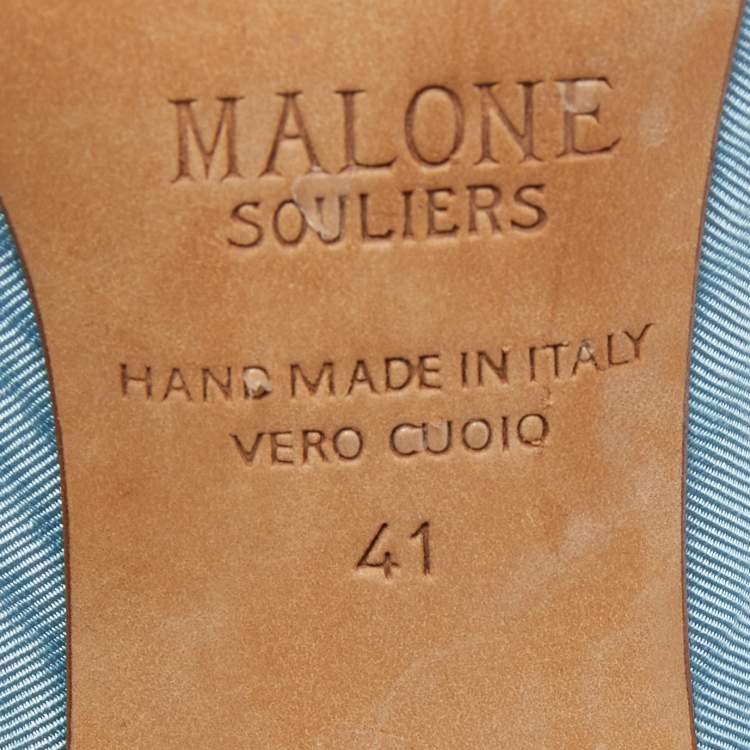 MALONE
SOULIERS
HAND MADE IN ITALY
VERO CUOIO
41